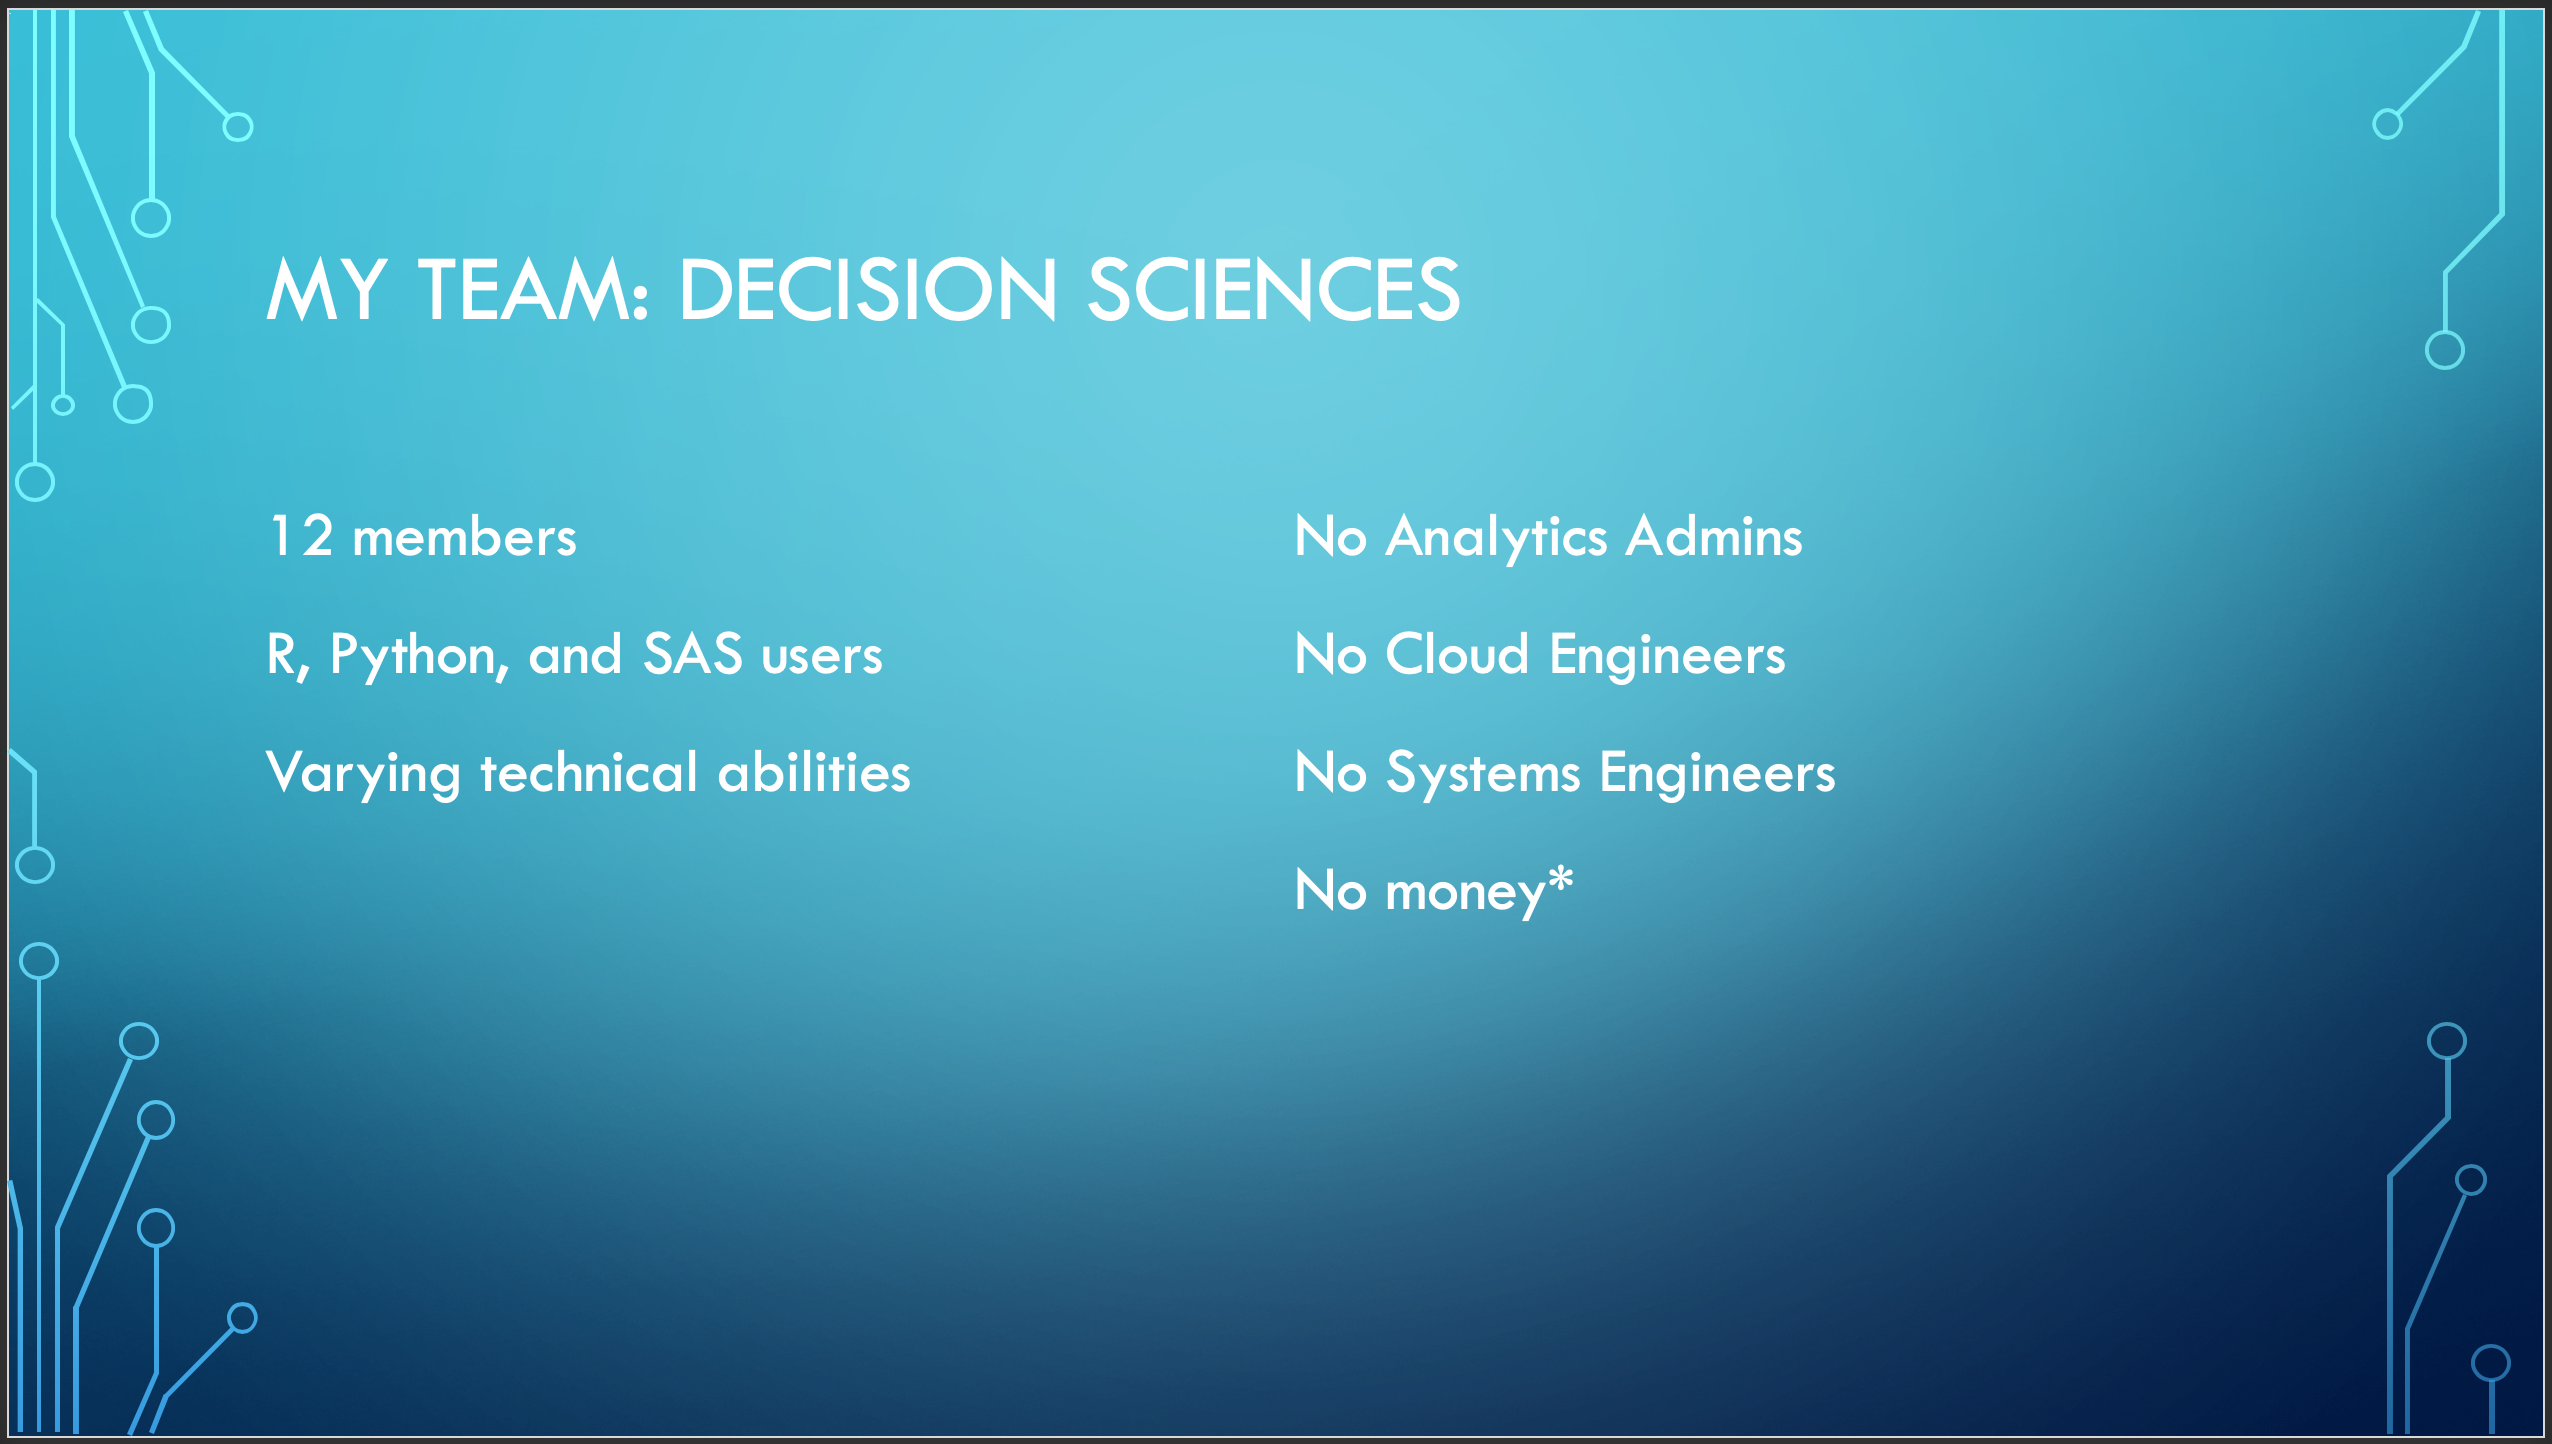 MY TEAM: DECISION SCIENCES
12 members
R, Python, and SAS users
Varying technical abilities
No Analytics Admins
No Cloud Engineers
No Systems Engineers
No money*